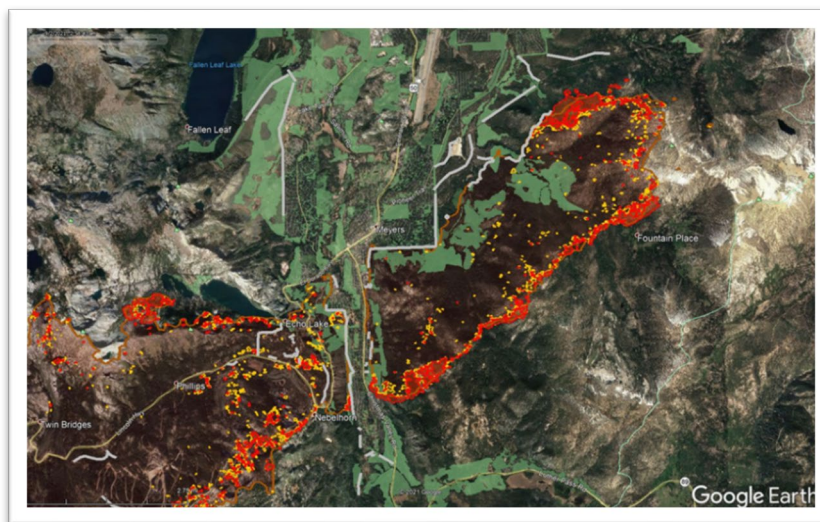 Fallen Leaf Lake
Fallen Leaf
Meyers
Fountain Place
Echo Lake
Phillips
Nebelhorn
Twin Bridges
Google Earth